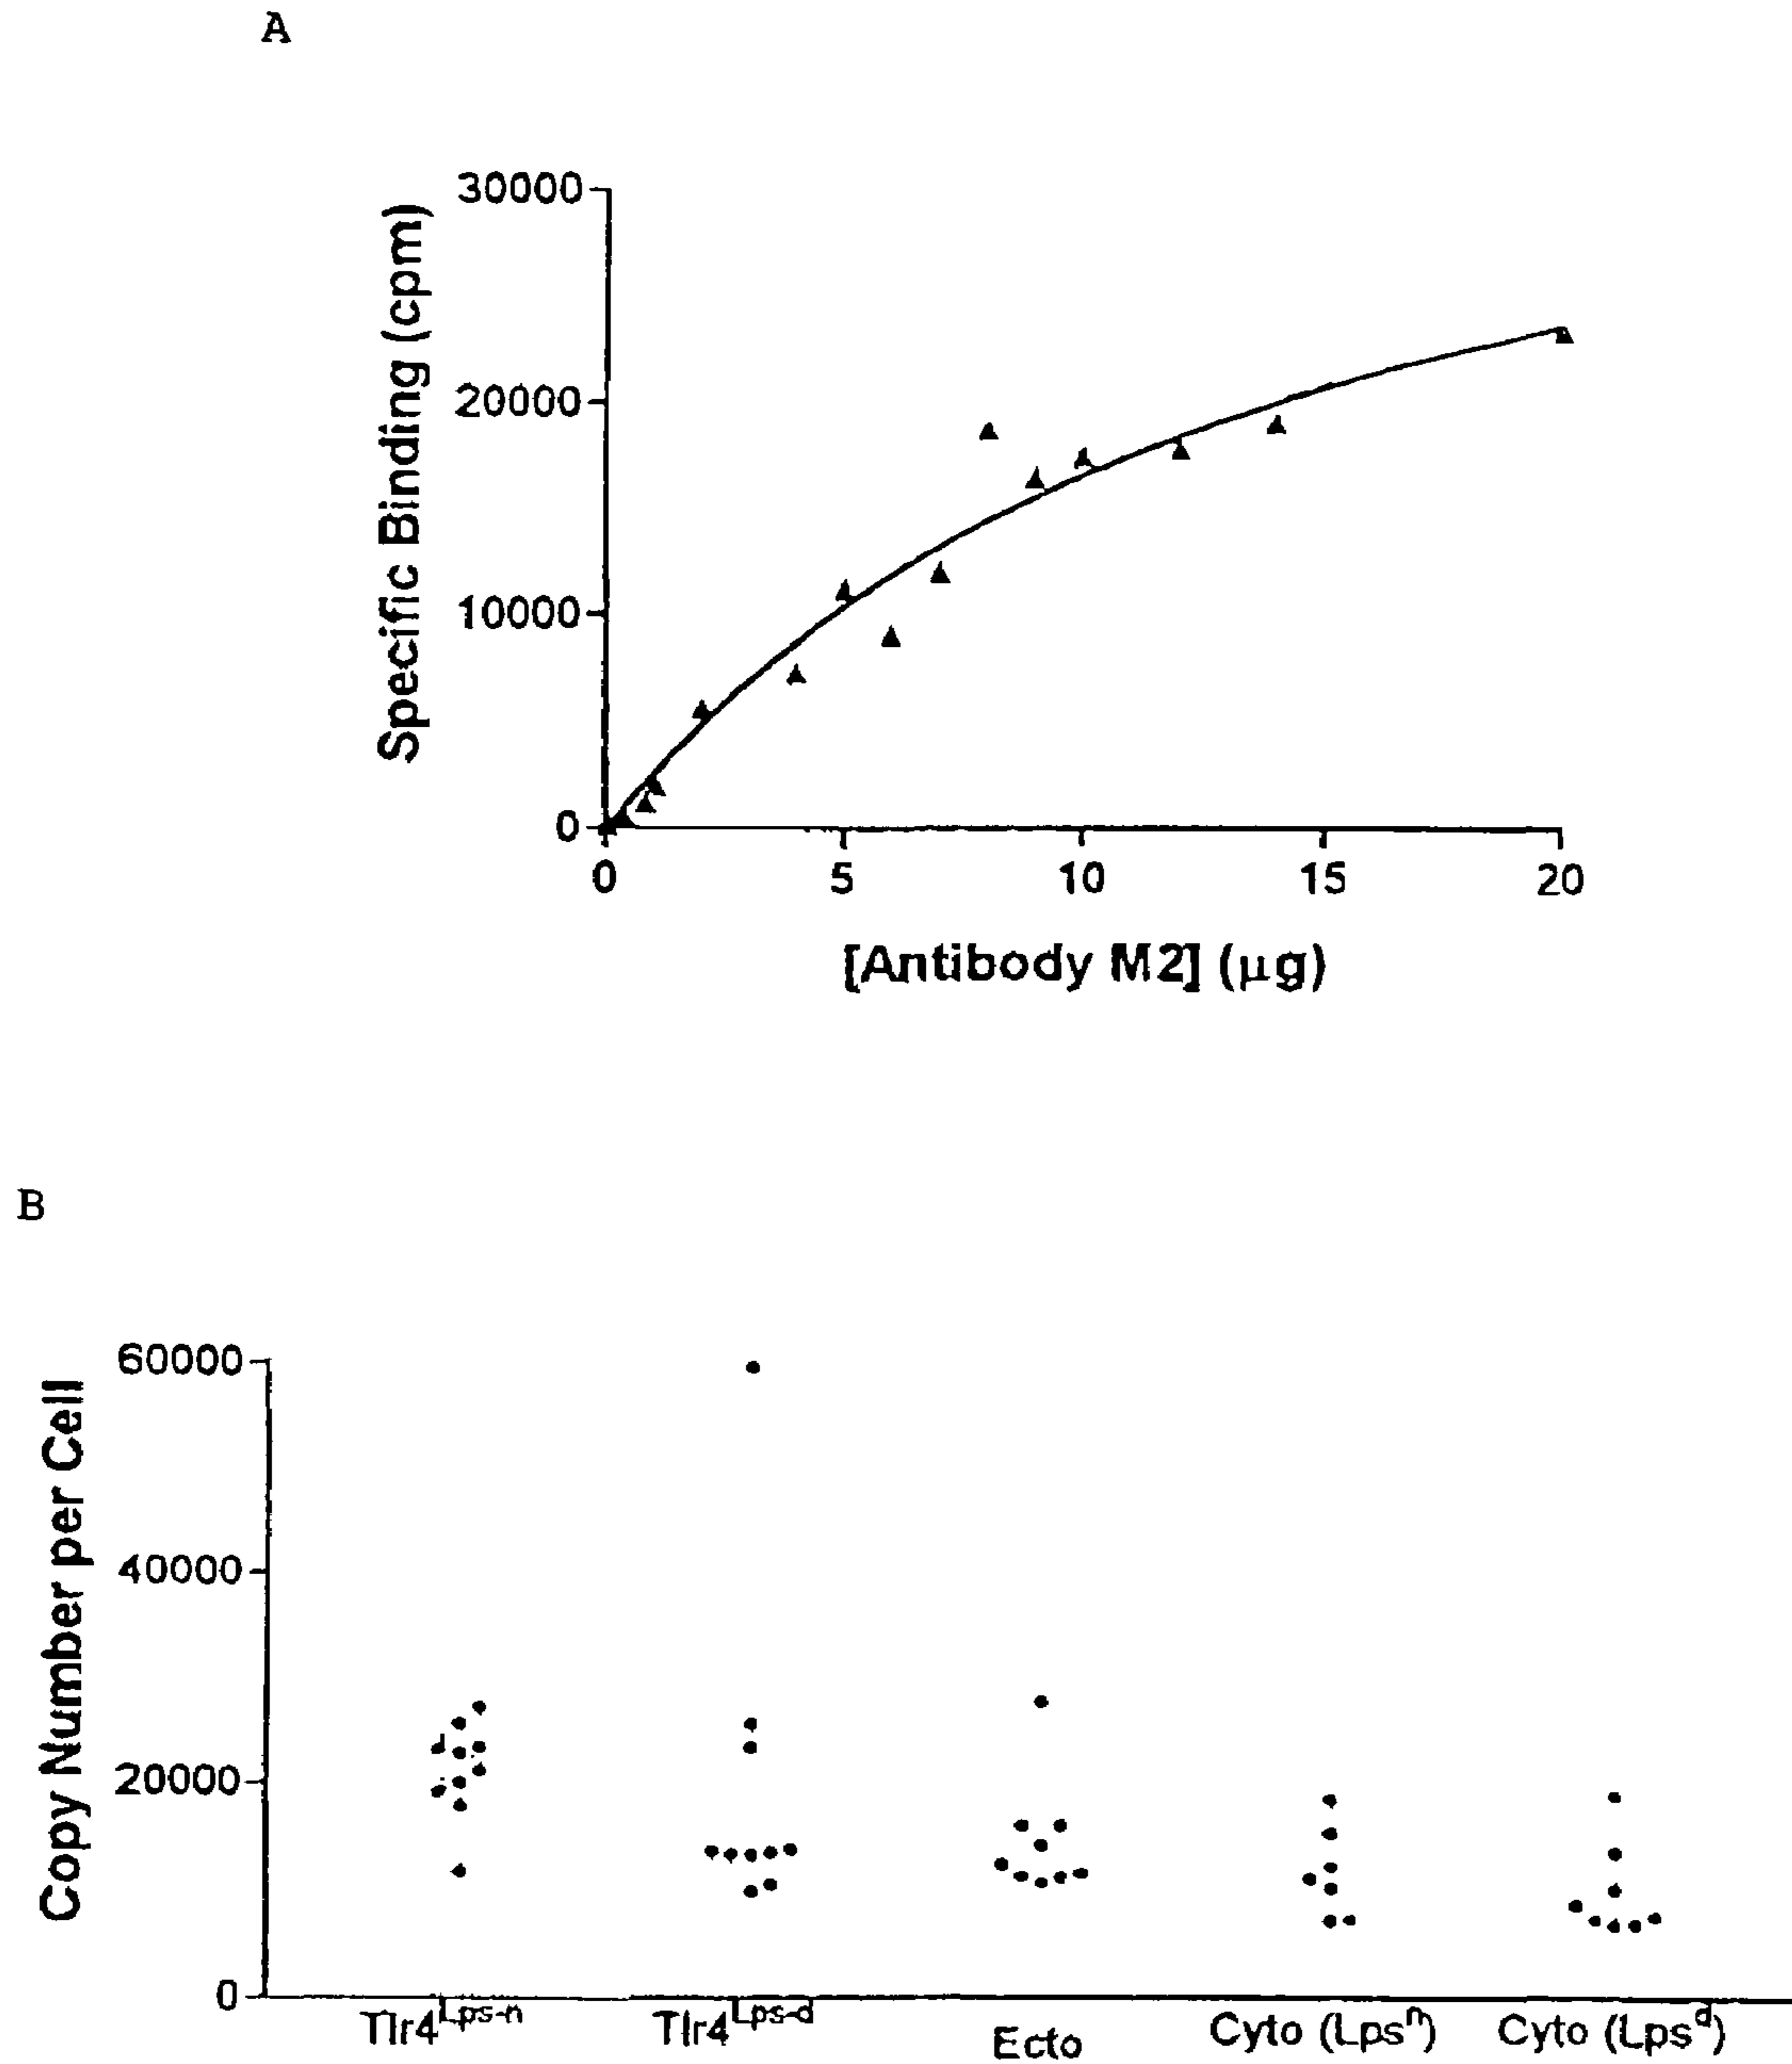 A
30000
20000
10000
0
Specific Binding (cpm)
0 5 10 15 20
[Antibody M2] (µg)
B
60000
40000
20000
0
Copy Number per Cell
Tlr4Lps-n Tlr4Lps-d Ecto Cyto (Lpsn) Cyto (Lpsd)